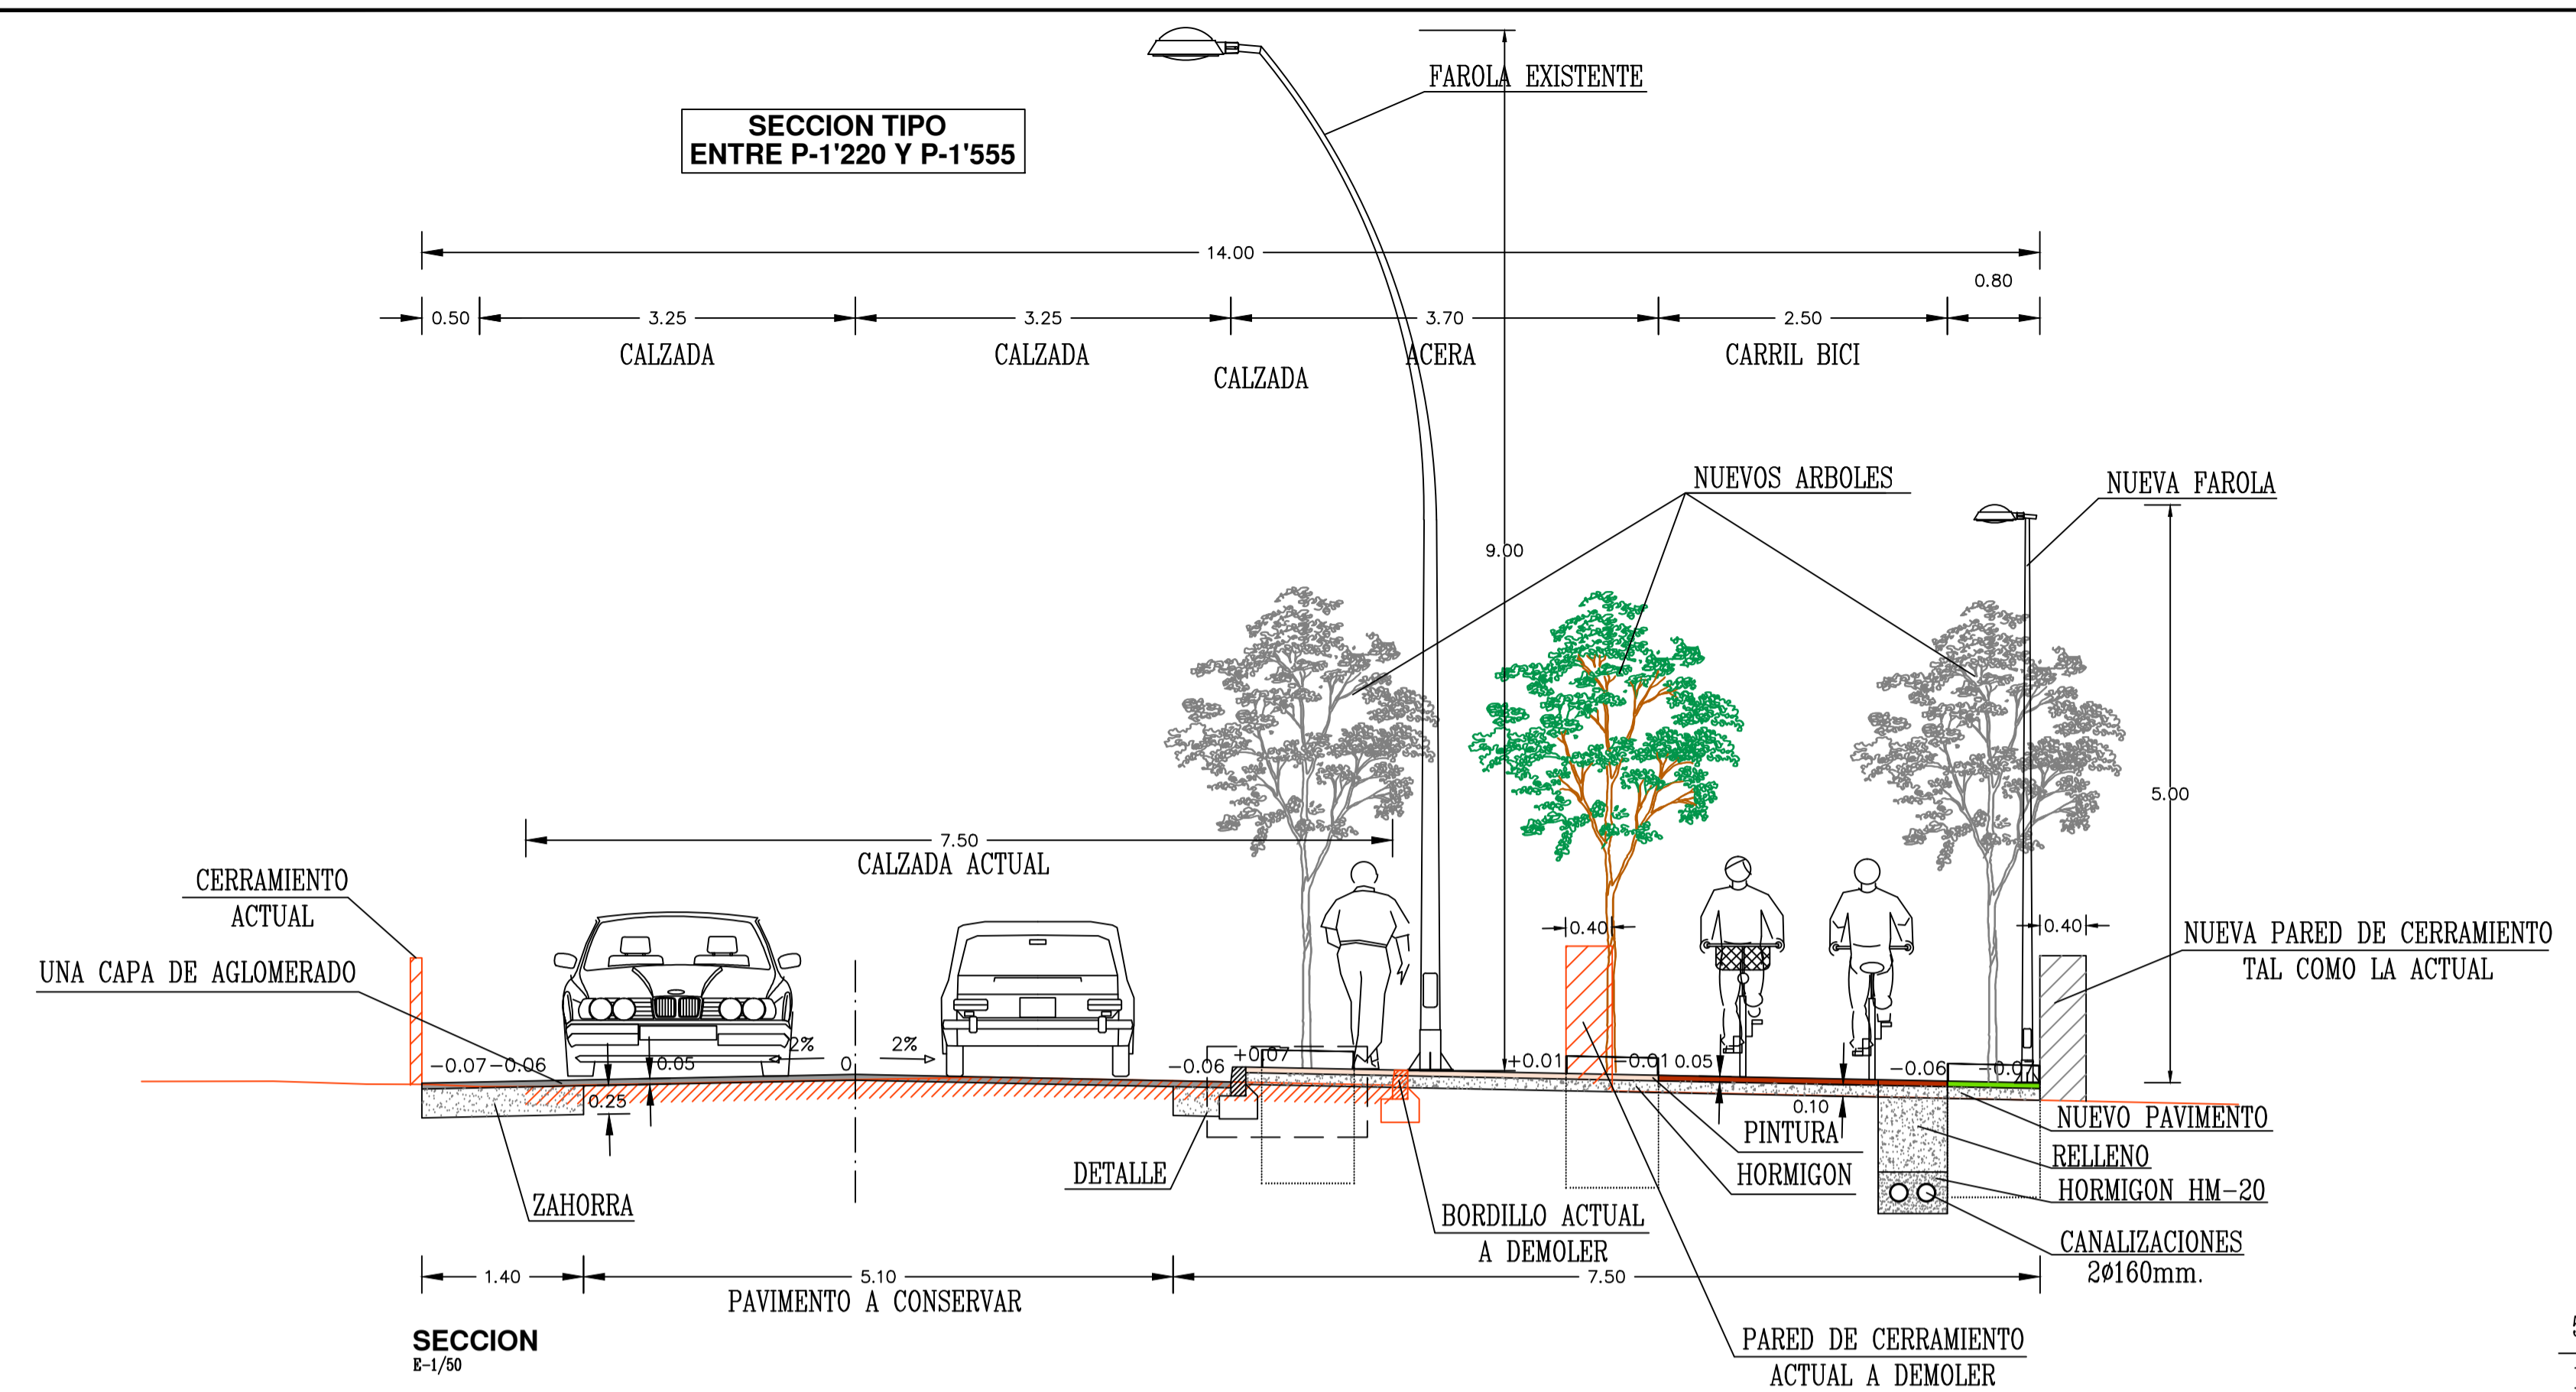 FAROLA EXISTENTE
SECCION TIPO
ENTRE P-1'220 Y P-1'555
14.00
0.80
0.50
3.25
3.25
3.70
2.50
CALZADA
CALZADA
ACERA
CARRIL BICI
CALZADA
NUEVOS ARBOLES
NUEVA FAROLA
9.00
5.00
7.50
CALZADA ACTUAL
CERRAMIENTO
ACTUAL
0.40
0.40
NUEVA PARED DE CERRAMIENTO
TAL COMO LA ACTUAL
UNA CAPA DE AGLOMERADO
2%
2%
-0.07
-0.06
0.05
0
-0.06
+0.07
+0.01
-0.01
0.05
-0.06
-0.07
0.25
0.10
NUEVO PAVIMENTO
PINTURA
RELLENO
DETALLE
HORMIGON
HORMIGON HM-20
ZAHORRA
BORDILLO ACTUAL
A DEMOLER
CANALIZACIONES
2ø160mm.
1.40
5.10
7.50
PAVIMENTO A CONSERVAR
SECCION
E-1/50
PARED DE CERRAMIENTO
ACTUAL A DEMOLER